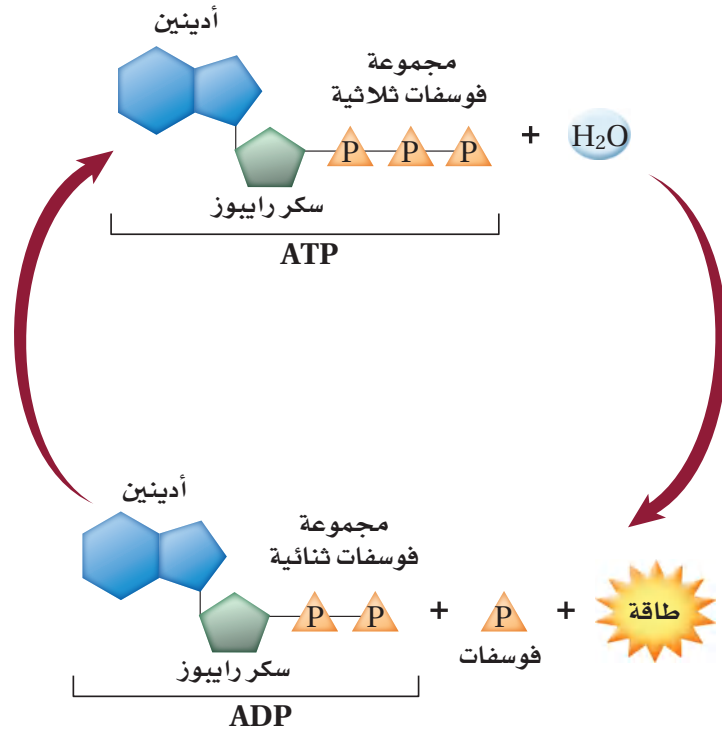 أدينين
مجموعة
فوسفات ثلاثية
P P P + H₂O
سكر رايبوز
ATP
أدينين
مجموعة
فوسفات ثنائية
P P + P + طاقة
فوسفات
سكر رايبوز
ADP